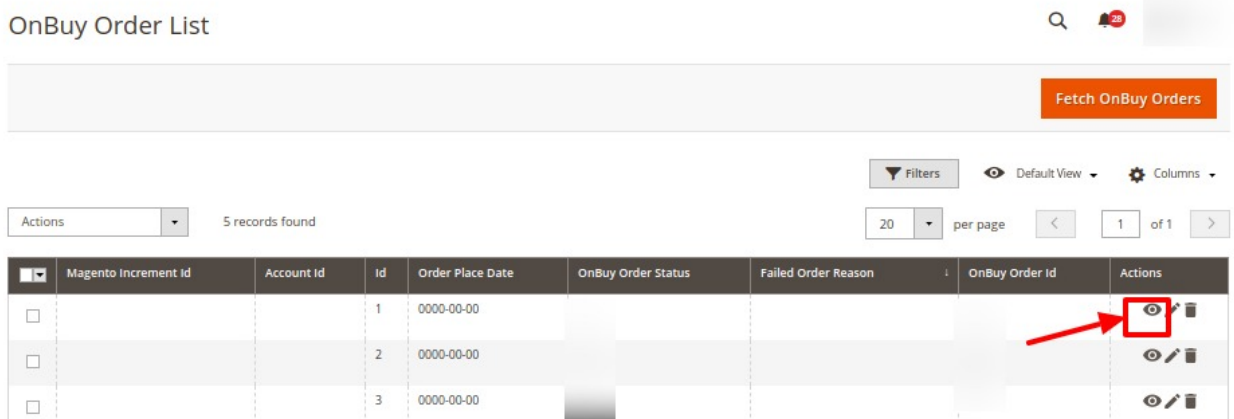 OnBuy Order List
28
Fetch OnBuy Orders
Filters Default View Columns
Actions 5 records found 20 per page 1 of 1
Magento Increment Id Account Id Id Order Place Date OnBuy Order Status Failed Order Reason ↓ OnBuy Order Id Actions
1 0000-00-00
2 0000-00-00
3 0000-00-00